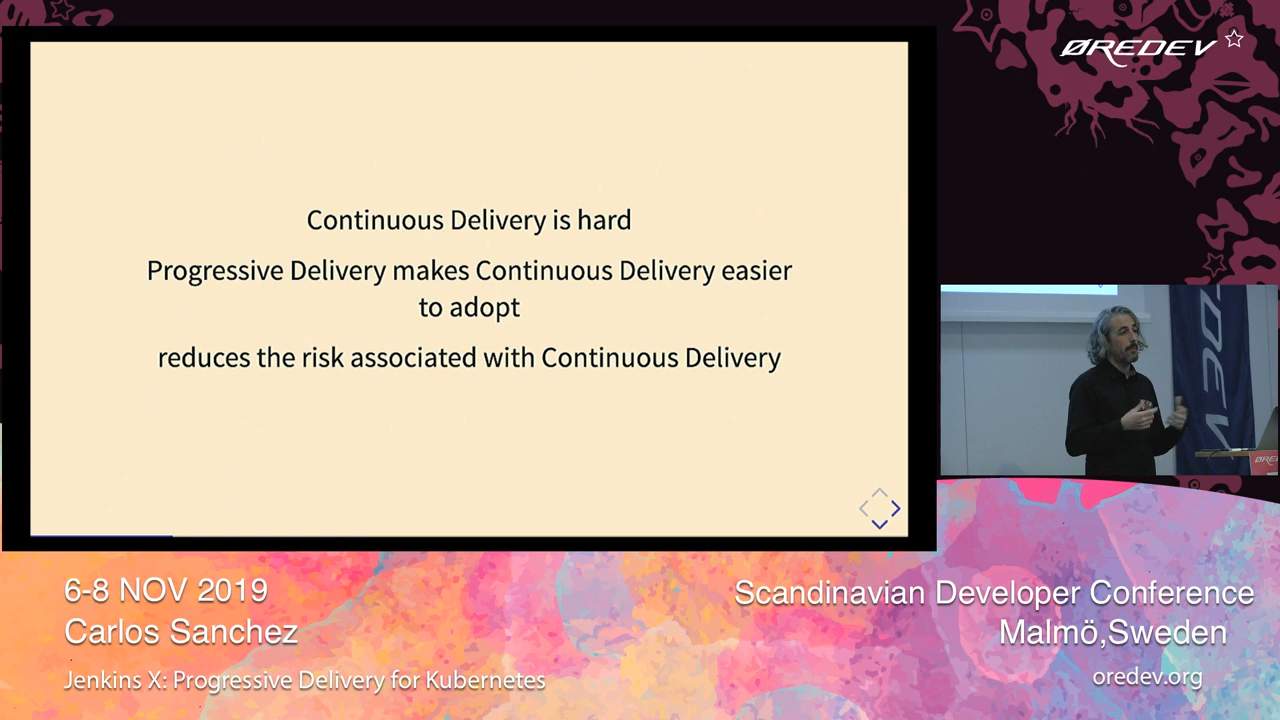 ØREDEV
Continuous Delivery is hard
Progressive Delivery makes Continuous Delivery easier
to adopt
reduces the risk associated with Continuous Delivery
6-8 NOV 2019
Carlos Sanchez
Jenkins X: Progressive Delivery for Kubernetes
Scandinavian Developer Conference
Malmö,Sweden
oredev.org